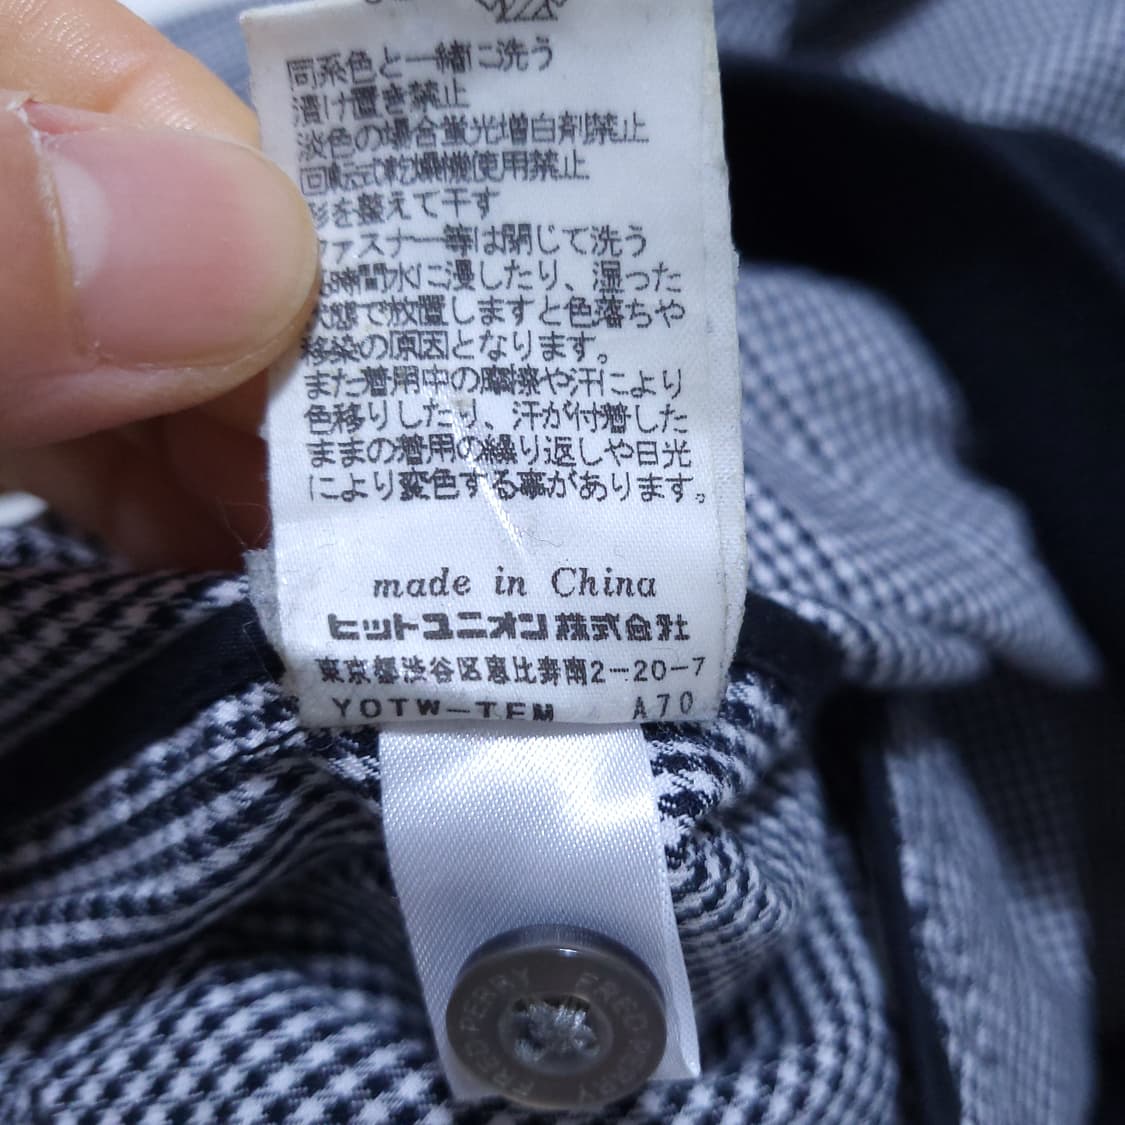 同系色と一緒に洗う
漬け置き禁止
淡色の場合蛍光増白剤禁止
回転式乾燥機使用禁止
形を整えて干す
ファスナー等は閉じて洗う
時間水に浸したり、湿った
状態で放置しますと色落ちや
移染の原因となります。
また着用中の摩擦や汗により
色移りしたり、汗が付着した
ままの着用の繰り返しや日光
により変色する事があります。
made in China
ヒットユニオン株式会社
東京都渋谷区恵比寿南2-20-7
YOTW-TEM A70
FRED PERRY FRED PERRY